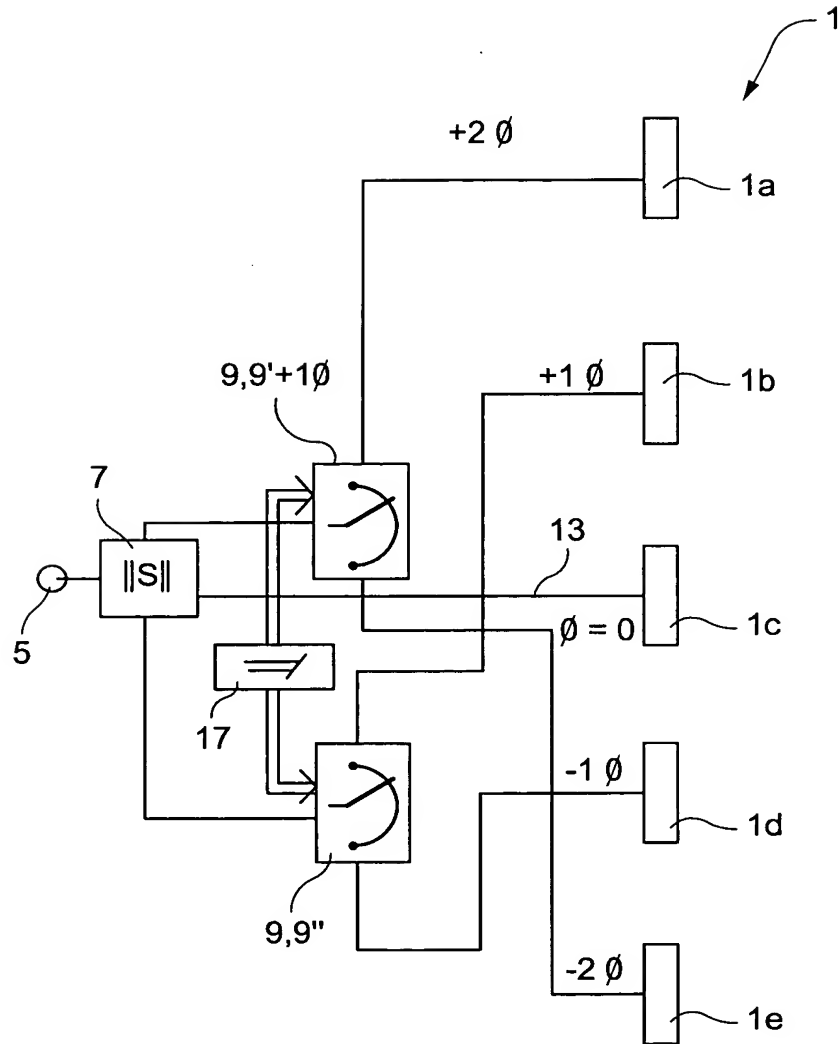 1
+2 ∅
1a
9,9'+1∅
+1 ∅
1b
7
||S||
13
5
∅ = 0
1c
17
-1 ∅
1d
9,9"
-2 ∅
1e